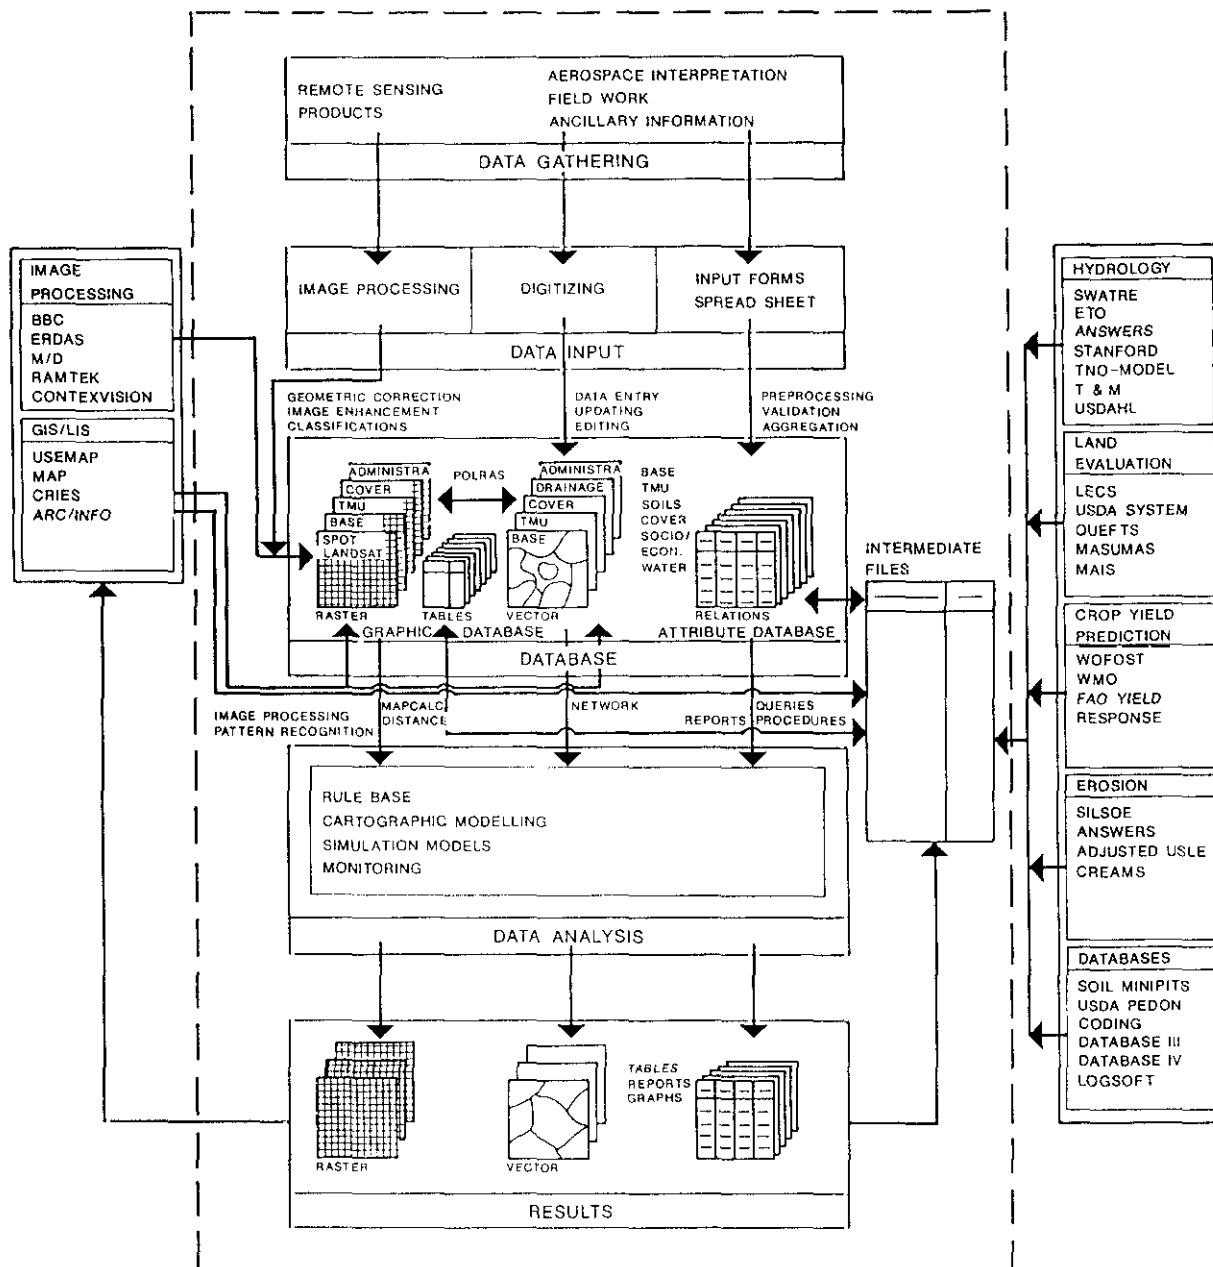 REMOTE SENSING
PRODUCTS
AEROSPACE INTERPRETATION
FIELD WORK
ANCILLARY INFORMATION
DATA GATHERING
IMAGE PROCESSING
DIGITIZING
INPUT FORMS
SPREAD SHEET
DATA INPUT
IMAGE
PROCESSING
BBC
ERDAS
M/D
RAMTEK
CONTEXVISION
GIS/LIS
USEMAP
MAP
CRIES
ARC/INFO
GEOMETRIC CORRECTION
IMAGE ENHANCEMENT
CLASSIFICATIONS
DATA ENTRY
UPDATING
EDITING
PREPROCESSING
VALIDATION
AGGREGATION
ADMINISTRA
COVER
TMU
BASE
SPOT
LANDSAT
RASTER
POLRAS
TABLES
ADMINISTRA
DRAINAGE
COVER
TMU
BASE
VECTOR
BASE
TMU
SOILS
COVER
SOCIO/
ECON.
WATER
RELATIONS
GRAPHIC DATABASE
ATTRIBUTE DATABASE
DATABASE
INTERMEDIATE
FILES
IMAGE PROCESSING
PATTERN RECOGNITION
MAPCALC
DISTANCE
NETWORK
QUERIES
REPORTS PROCEDURES
RULE BASE
CARTOGRAPHIC MODELLING
SIMULATION MODELS
MONITORING
DATA ANALYSIS
RASTER
VECTOR
TABLES
REPORTS
GRAPHS
RESULTS
HYDROLOGY
SWATRE
ETO
ANSWERS
STANFORD
TNO-MODEL
T & M
USDAHL
LAND
EVALUATION
LECS
USDA SYSTEM
QUEFTS
MASUMAS
MAIS
CROP YIELD
PREDICTION
WOFOST
WMO
FAO YIELD
RESPONSE
EROSION
SILSOE
ANSWERS
ADJUSTED USLE
CREAMS
DATABASES
SOIL MINIPITS
USDA PEDON
CODING
DATABASE III
DATABASE IV
LOGSOFT